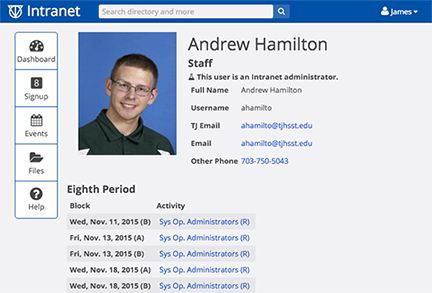 Intranet
Search directory and more
James
Dashboard
8
Signup
Events
Files
Help
Andrew Hamilton
Staff
This user is an Intranet administrator.
Full Name Andrew Hamilton
Username ahamilto
TJ Email ahamilto@tjhsst.edu
Email ahamilto@tjhsst.edu
Other Phone 703-750-5043
Eighth Period
Block Activity
Wed, Nov. 11, 2015 (B) Sys Op. Administrators (R)
Fri, Nov. 13, 2015 (A) Sys Op. Administrators (R)
Fri, Nov. 13, 2015 (B) Sys Op. Administrators (R)
Wed, Nov. 18, 2015 (A) Sys Op. Administrators (R)
Wed, Nov. 18, 2015 (B) Sys Op. Administrators (R)